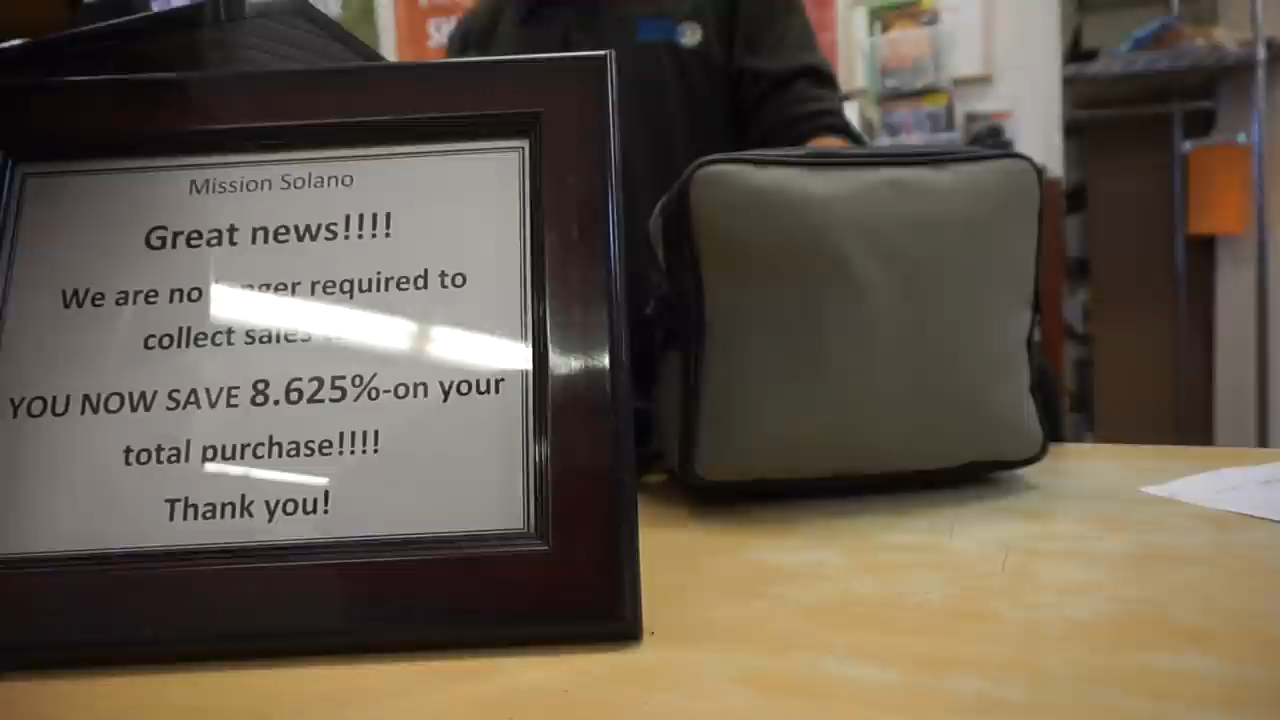 Mission Solano
Great news!!!!
We are no required to
collect sales
YOU NOW SAVE 8.625%-on your
total purchase!!!!
Thank you!